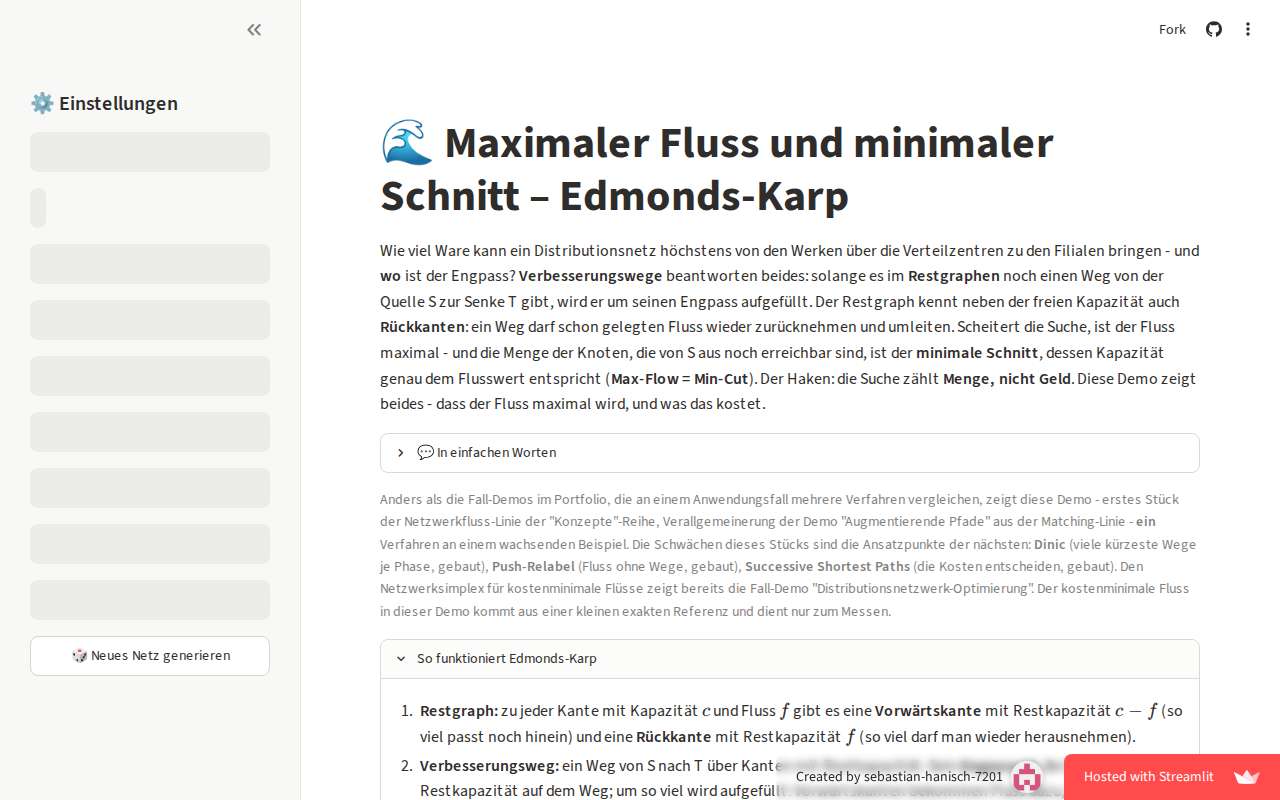 Fork
⚙️ Einstellungen
🌊 Maximaler Fluss und minimaler
Schnitt – Edmonds-Karp
Wie viel Ware kann ein Distributionsnetz höchstens von den Werken über die Verteilzentren zu den Filialen bringen - und
wo ist der Engpass? Verbesserungswege beantworten beides: solange es im Restgraphen noch einen Weg von der
Quelle S zur Senke T gibt, wird er um seinen Engpass aufgefüllt. Der Restgraph kennt neben der freien Kapazität auch
Rückkanten: ein Weg darf schon gelegten Fluss wieder zurücknehmen und umleiten. Scheitert die Suche, ist der Fluss
maximal - und die Menge der Knoten, die von S aus noch erreichbar sind, ist der minimale Schnitt, dessen Kapazität
genau dem Flusswert entspricht (Max-Flow = Min-Cut). Der Haken: die Suche zählt Menge, nicht Geld. Diese Demo zeigt
beides - dass der Fluss maximal wird, und was das kostet.
💬 In einfachen Worten
Anders als die Fall-Demos im Portfolio, die an einem Anwendungsfall mehrere Verfahren vergleichen, zeigt diese Demo - erstes Stück
der Netzwerkfluss-Linie der "Konzepte"-Reihe, Verallgemeinerung der Demo "Augmentierende Pfade" aus der Matching-Linie - ein
Verfahren an einem wachsenden Beispiel. Die Schwächen dieses Stücks sind die Ansatzpunkte der nächsten: Dinic (viele kürzeste Wege
je Phase, gebaut), Push-Relabel (Fluss ohne Wege, gebaut), Successive Shortest Paths (die Kosten entscheiden, gebaut). Den
Netzwerksimplex für kostenminimale Flüsse zeigt bereits die Fall-Demo "Distributionsnetzwerk-Optimierung". Der kostenminimale Fluss
in dieser Demo kommt aus einer kleinen exakten Referenz und dient nur zum Messen.
🎲 Neues Netz generieren
So funktioniert Edmonds-Karp
1. Restgraph: zu jeder Kante mit Kapazität c und Fluss f gibt es eine Vorwärtskante mit Restkapazität c − f (so
viel passt noch hinein) und eine Rückkante mit Restkapazität f (so viel darf man wieder herausnehmen).
2. Verbesserungsweg: ein Weg von S nach T über Kanten
Restkapazität auf dem Weg; um so viel wird aufgefüllt
Created by sebastian-hanisch-7201
Hosted with Streamlit